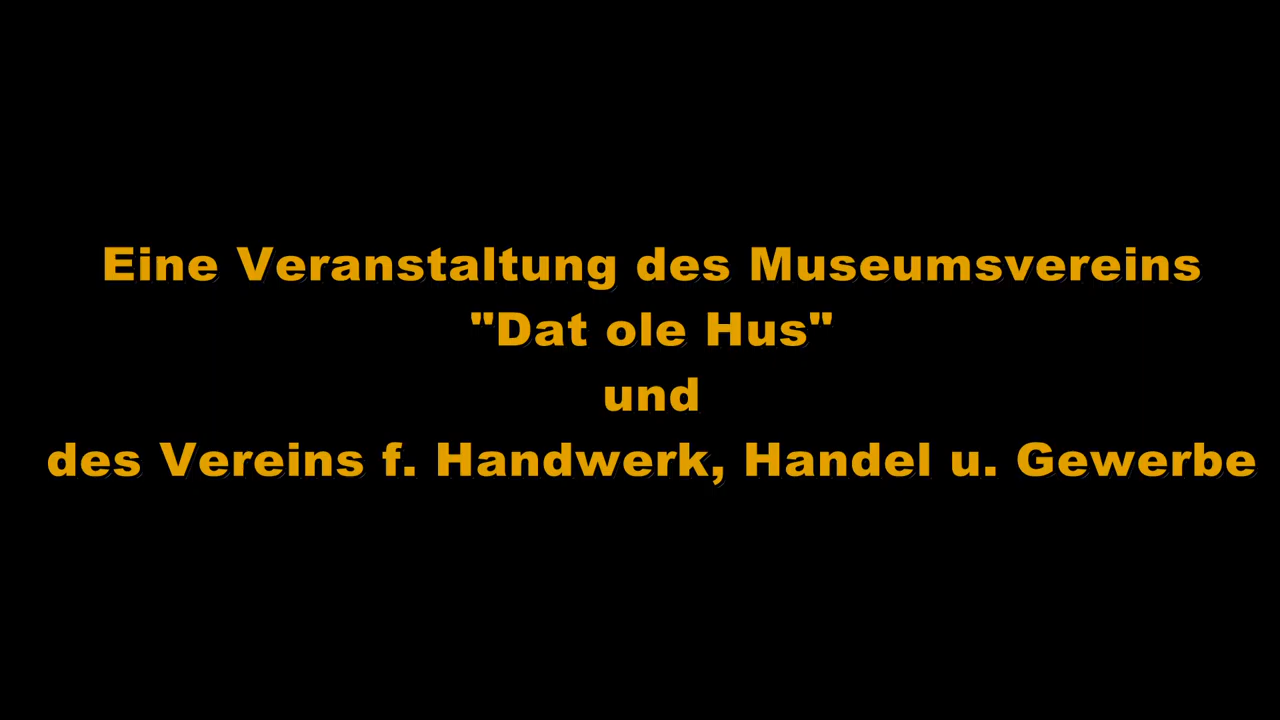 Eine Veranstaltung des Museumsvereins
"Dat ole Hus"
und
des Vereins f. Handwerk, Handel u. Gewerbe